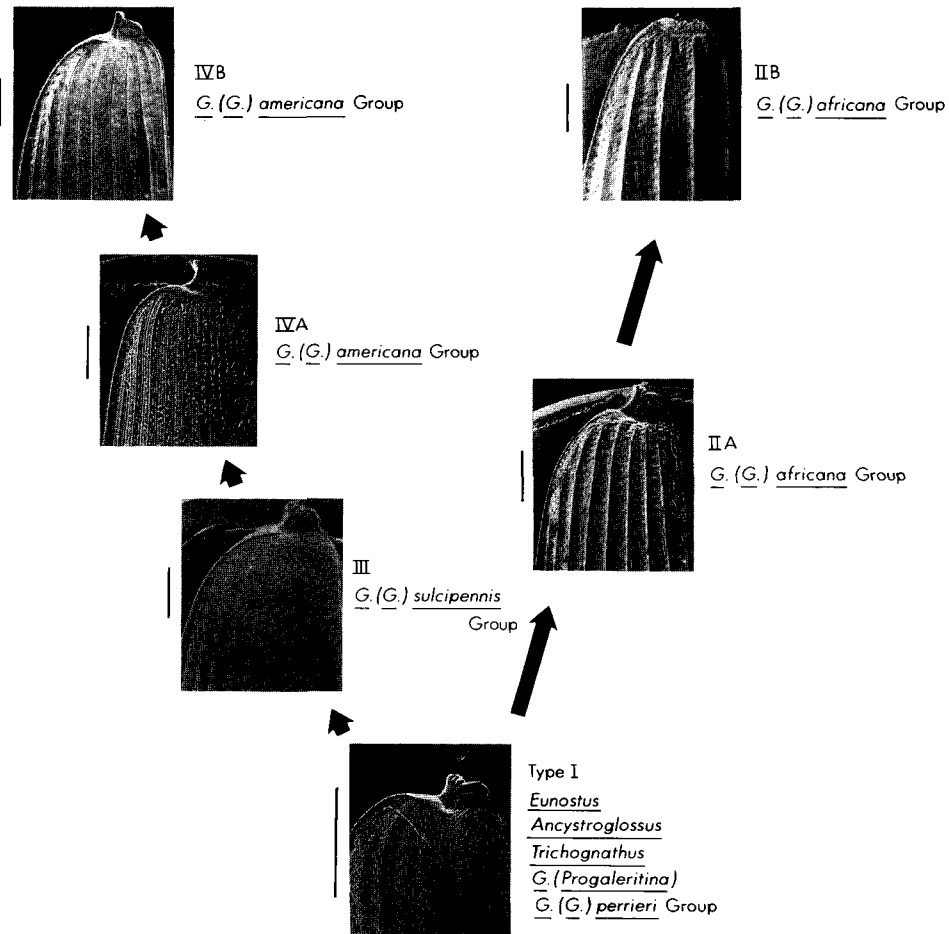 IVB
G. (G.) americana Group
IIB
G. (G.) africana Group
IVA
G. (G.) americana Group
IIA
G. (G.) africana Group
III
G. (G.) sulcipennis
Group
Type I
Eunostus
Ancystroglossus
Trichognathus
G. (Progaleritina)
G. (G.) perrieri Group